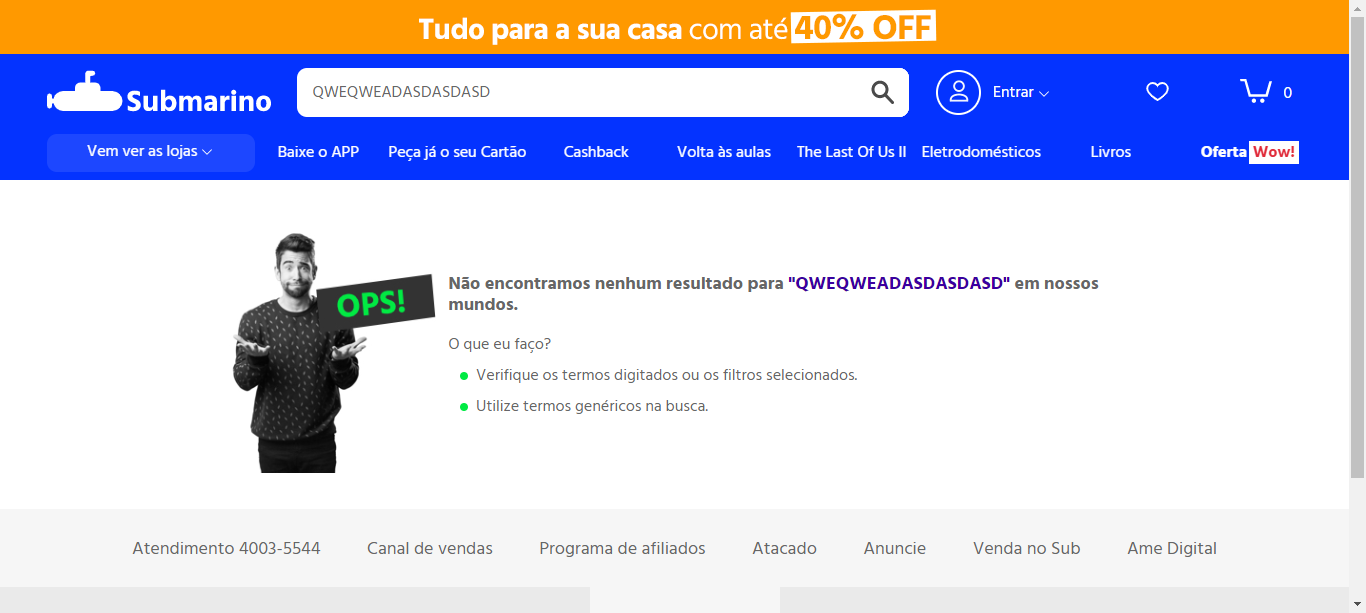 Tudo para a sua casa com até 40% OFF
Submarino
QWEQWEADASDASDASD
Entrar
0
Vem ver as lojas
Baixe o APP
Peça já o seu Cartão
Cashback
Volta às aulas
The Last Of Us II
Eletrodomésticos
Livros
Oferta Wow!
OPS!
Não encontramos nenhum resultado para "QWEQWEADASDASDASD" em nossos
mundos.
O que eu faço?
Verifique os termos digitados ou os filtros selecionados.
Utilize termos genéricos na busca.
Atendimento 4003-5544
Canal de vendas
Programa de afiliados
Atacado
Anuncie
Venda no Sub
Ame Digital